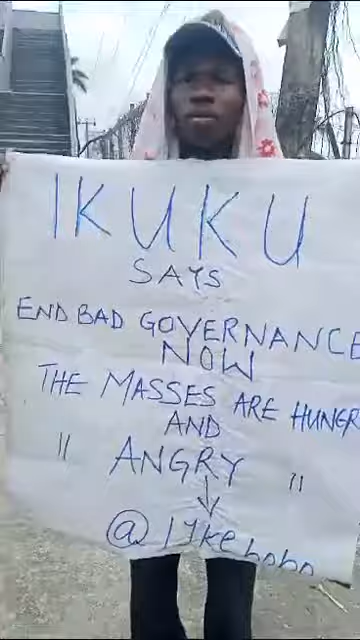 IKUKU
SAYS
END BAD GOVERNANCE
NOW
THE MASSES ARE HUNGR
AND
" ANGRY "